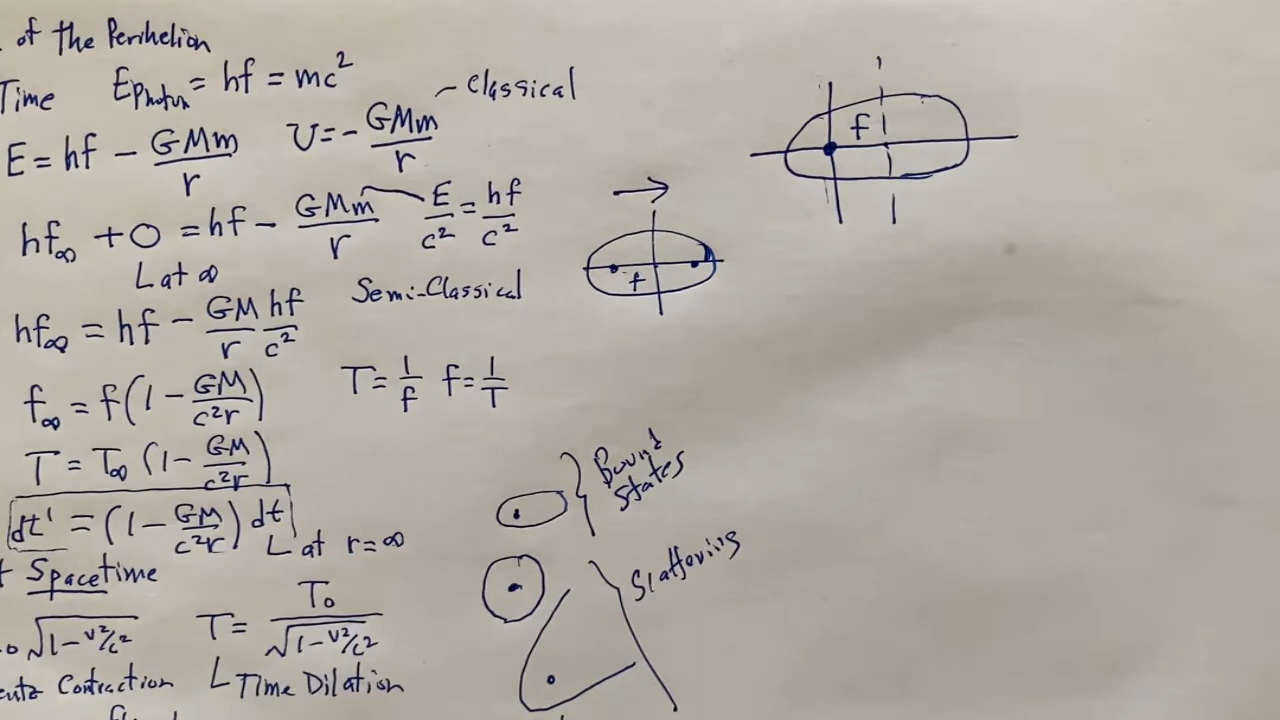 of the Perihelion
Time E_Photon = hf = mc²
E = hf − GMm/r U = − GMm/r – Classical
hf∞ + 0 = hf − GMm/r E/c² = hf/c²
L at ∞
Semi-Classical
hf∞ = hf − GM/r hf/c²
f∞ = f(1 − GM/c²r) T = 1/f f = 1/T
T = T∞ (1 − GM/c²r)
dt' = (1 − GM/c²r) dt
L at r = ∞
Spacetime
√1−v²/c² T = T₀/√1−v²/c²
Contraction L Time Dilation
f
f
Bound
States
Scattering